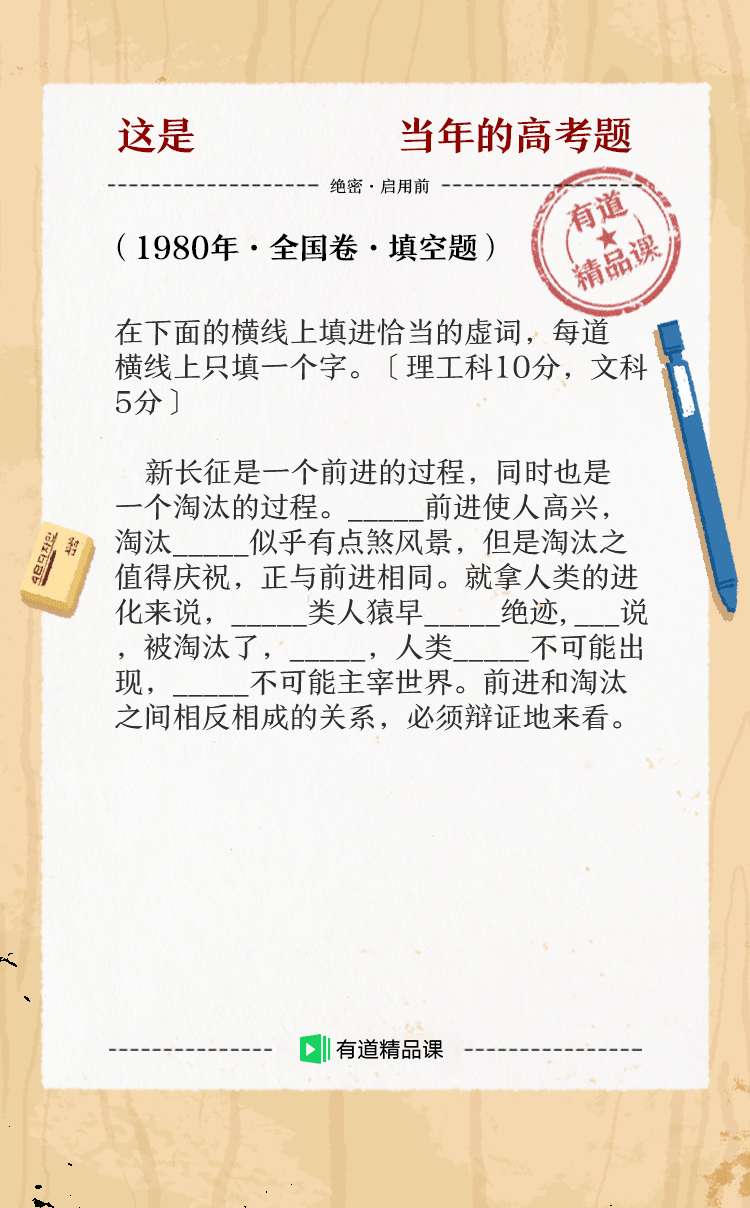 这是 当年的高考题
绝密·启用前
有道
精品课
（1980年·全国卷·填空题）
在下面的横线上填进恰当的虚词，每道
横线上只填一个字。〔理工科10分，文科
5分〕
新长征是一个前进的过程，同时也是
一个淘汰的过程。_____前进使人高兴，
淘汰_____似乎有点煞风景，但是淘汰之
值得庆祝，正与前进相同。就拿人类的进
化来说，_____类人猿早_____绝迹,___说
，被淘汰了，_____，人类_____不可能出
现，_____不可能主宰世界。前进和淘汰
之间相反相成的关系，必须辩证地来看。
有道精品课